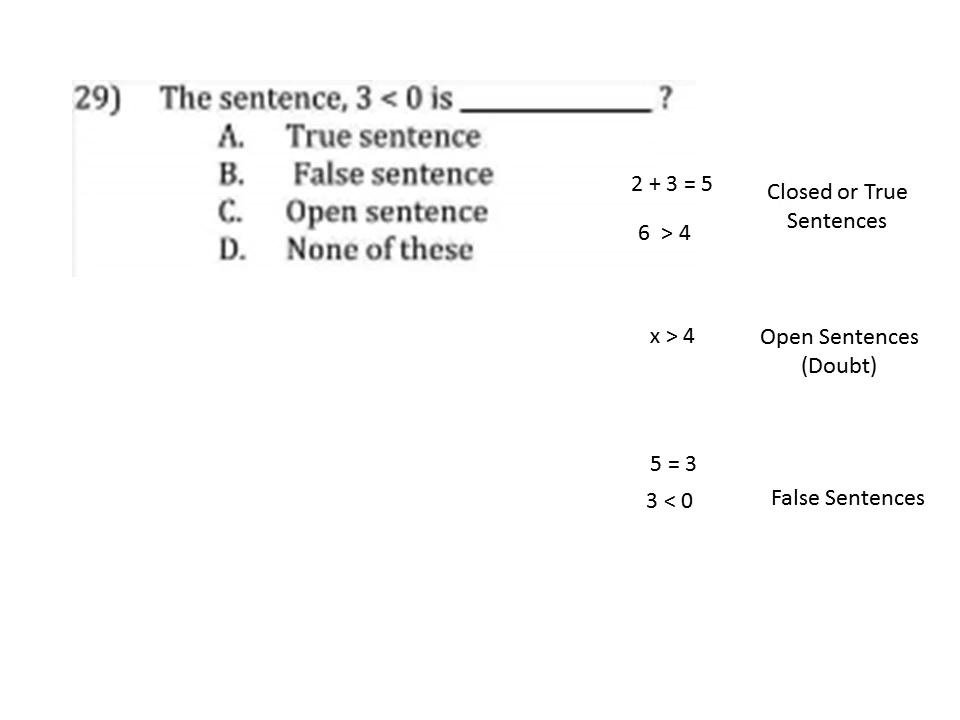 29) The sentence, 3 < 0 is ____________ ?
A. True sentence
B. False sentence
C. Open sentence
D. None of these
2 + 3 = 5
6 > 4
Closed or True
Sentences
x > 4
Open Sentences
(Doubt)
5 = 3
3 < 0
False Sentences